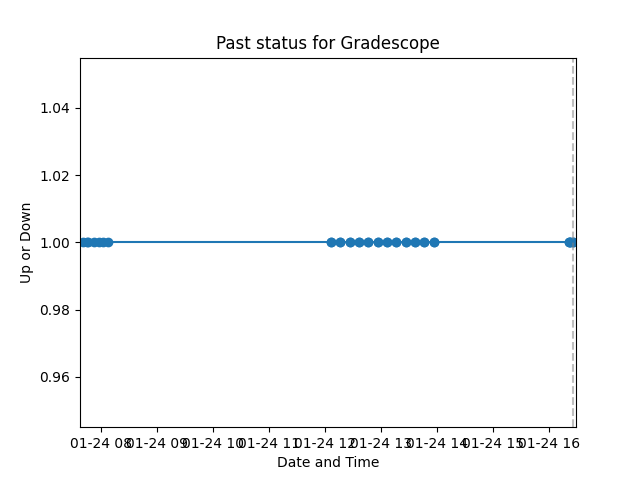 Past status for Gradescope
Up or Down
1.04
1.02
1.00
0.98
0.96
01-24 08 01-24 09 01-24 10 01-24 11 01-24 12 01-24 13 01-24 14 01-24 15 01-24 16
Date and Time